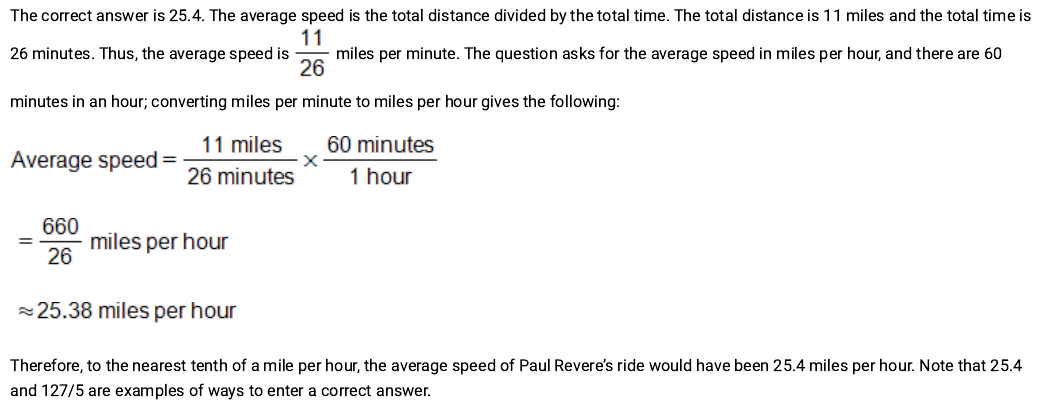 The correct answer is 25.4. The average speed is the total distance divided by the total time. The total distance is 11 miles and the total time is
26 minutes. Thus, the average speed is 11/26 miles per minute. The question asks for the average speed in miles per hour, and there are 60
minutes in an hour; converting miles per minute to miles per hour gives the following:
Average speed = 11 miles/26 minutes × 60 minutes/1 hour
= 660/26 miles per hour
≈ 25.38 miles per hour
Therefore, to the nearest tenth of a mile per hour, the average speed of Paul Revere’s ride would have been 25.4 miles per hour. Note that 25.4
and 127/5 are examples of ways to enter a correct answer.